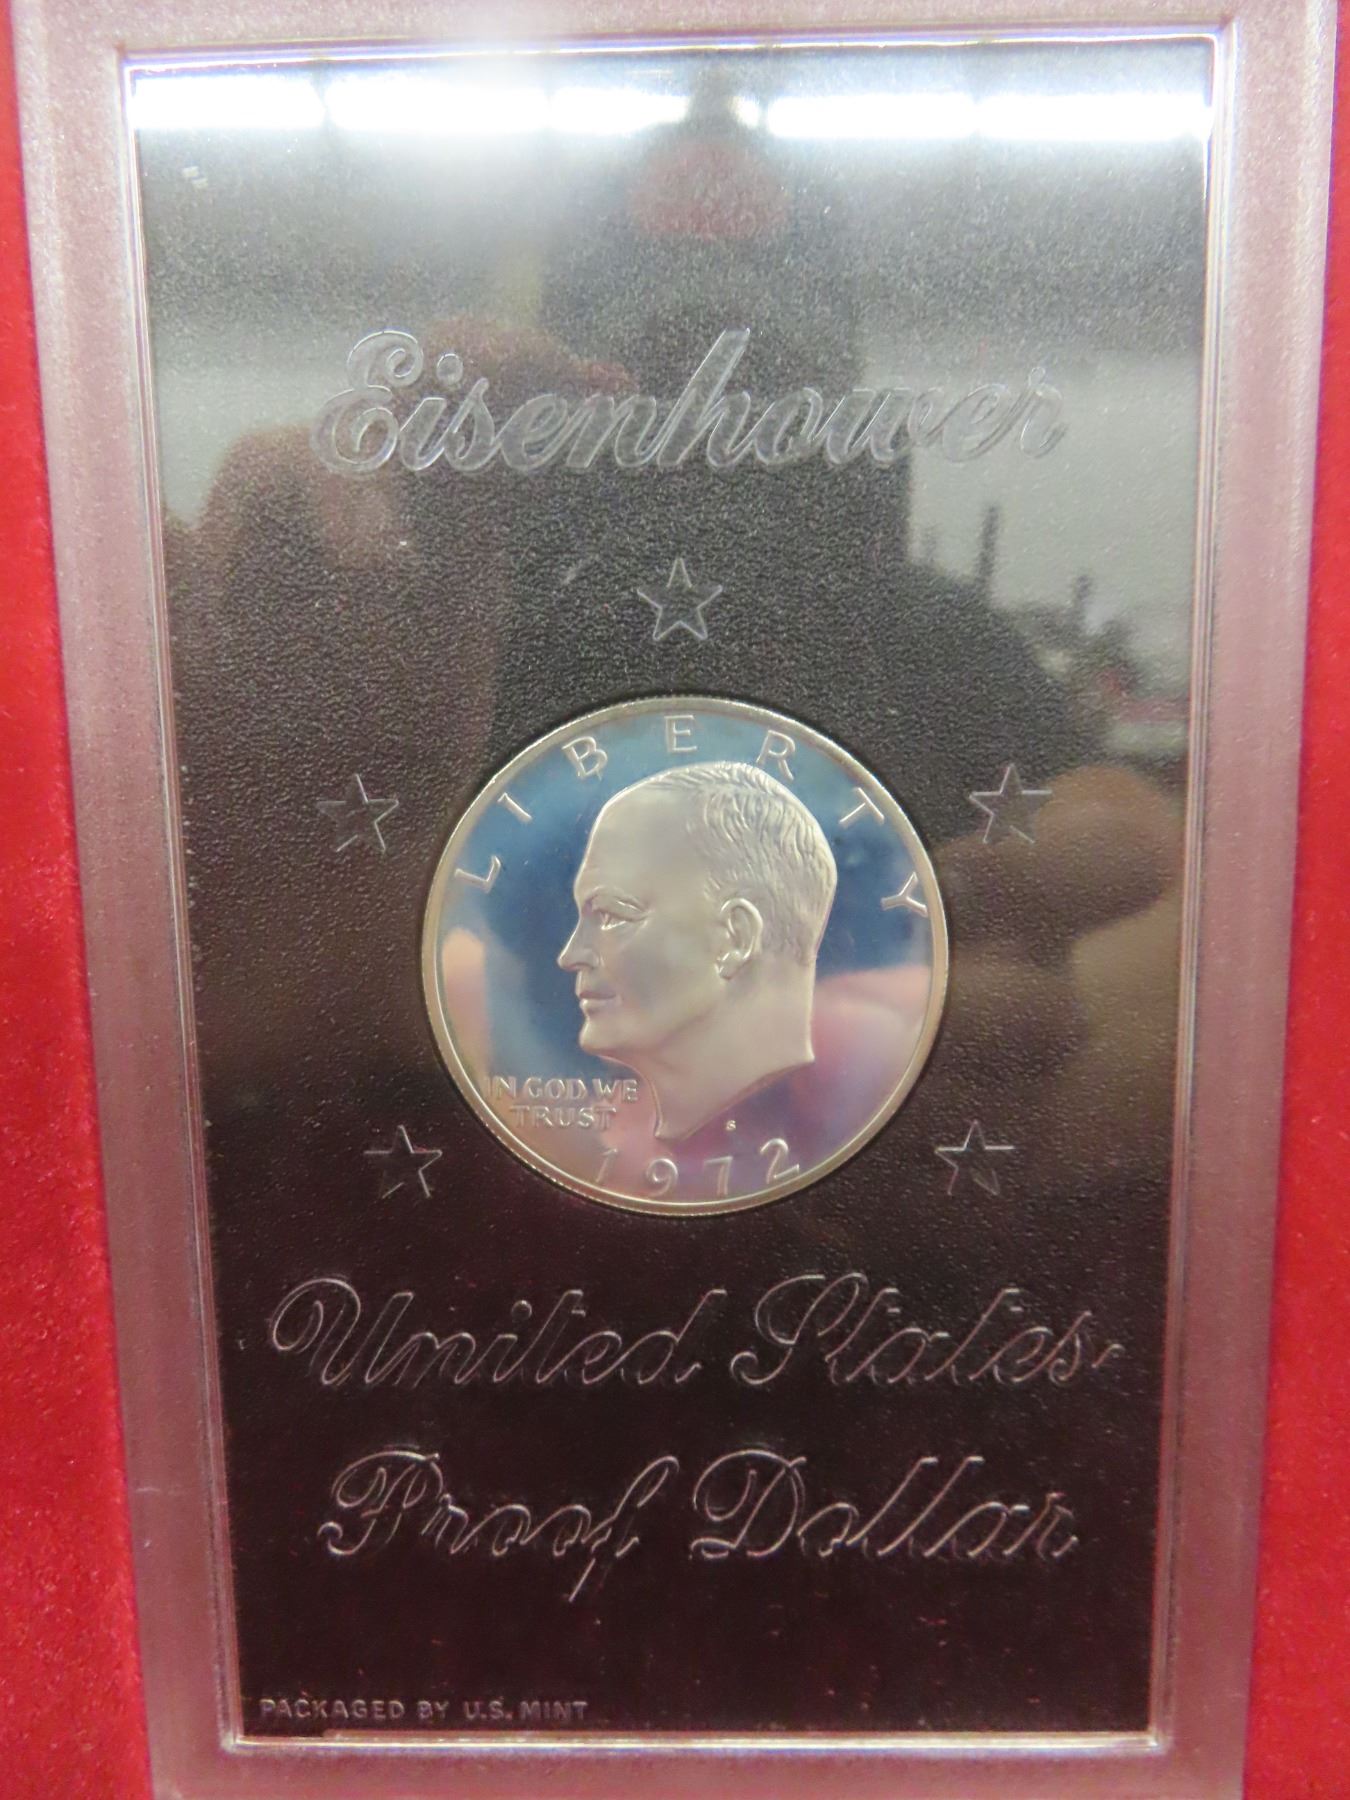 Eisenhower
LIBERTY
IN GOD WE
TRUST
S
1972
United States
Proof Dollar
PACKAGED BY U.S. MINT